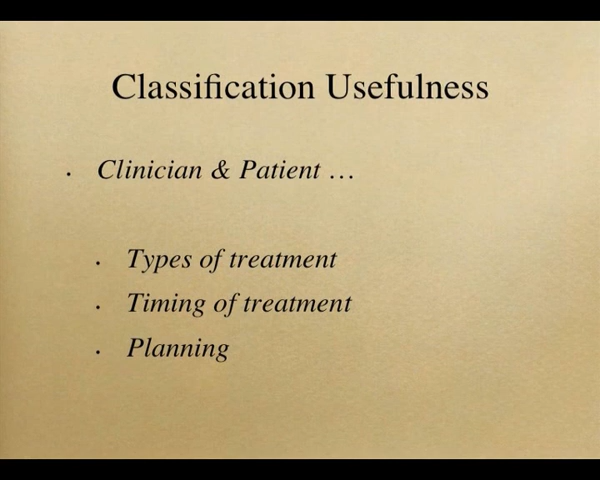 Classification Usefulness
• Clinician & Patient …
• Types of treatment
• Timing of treatment
• Planning